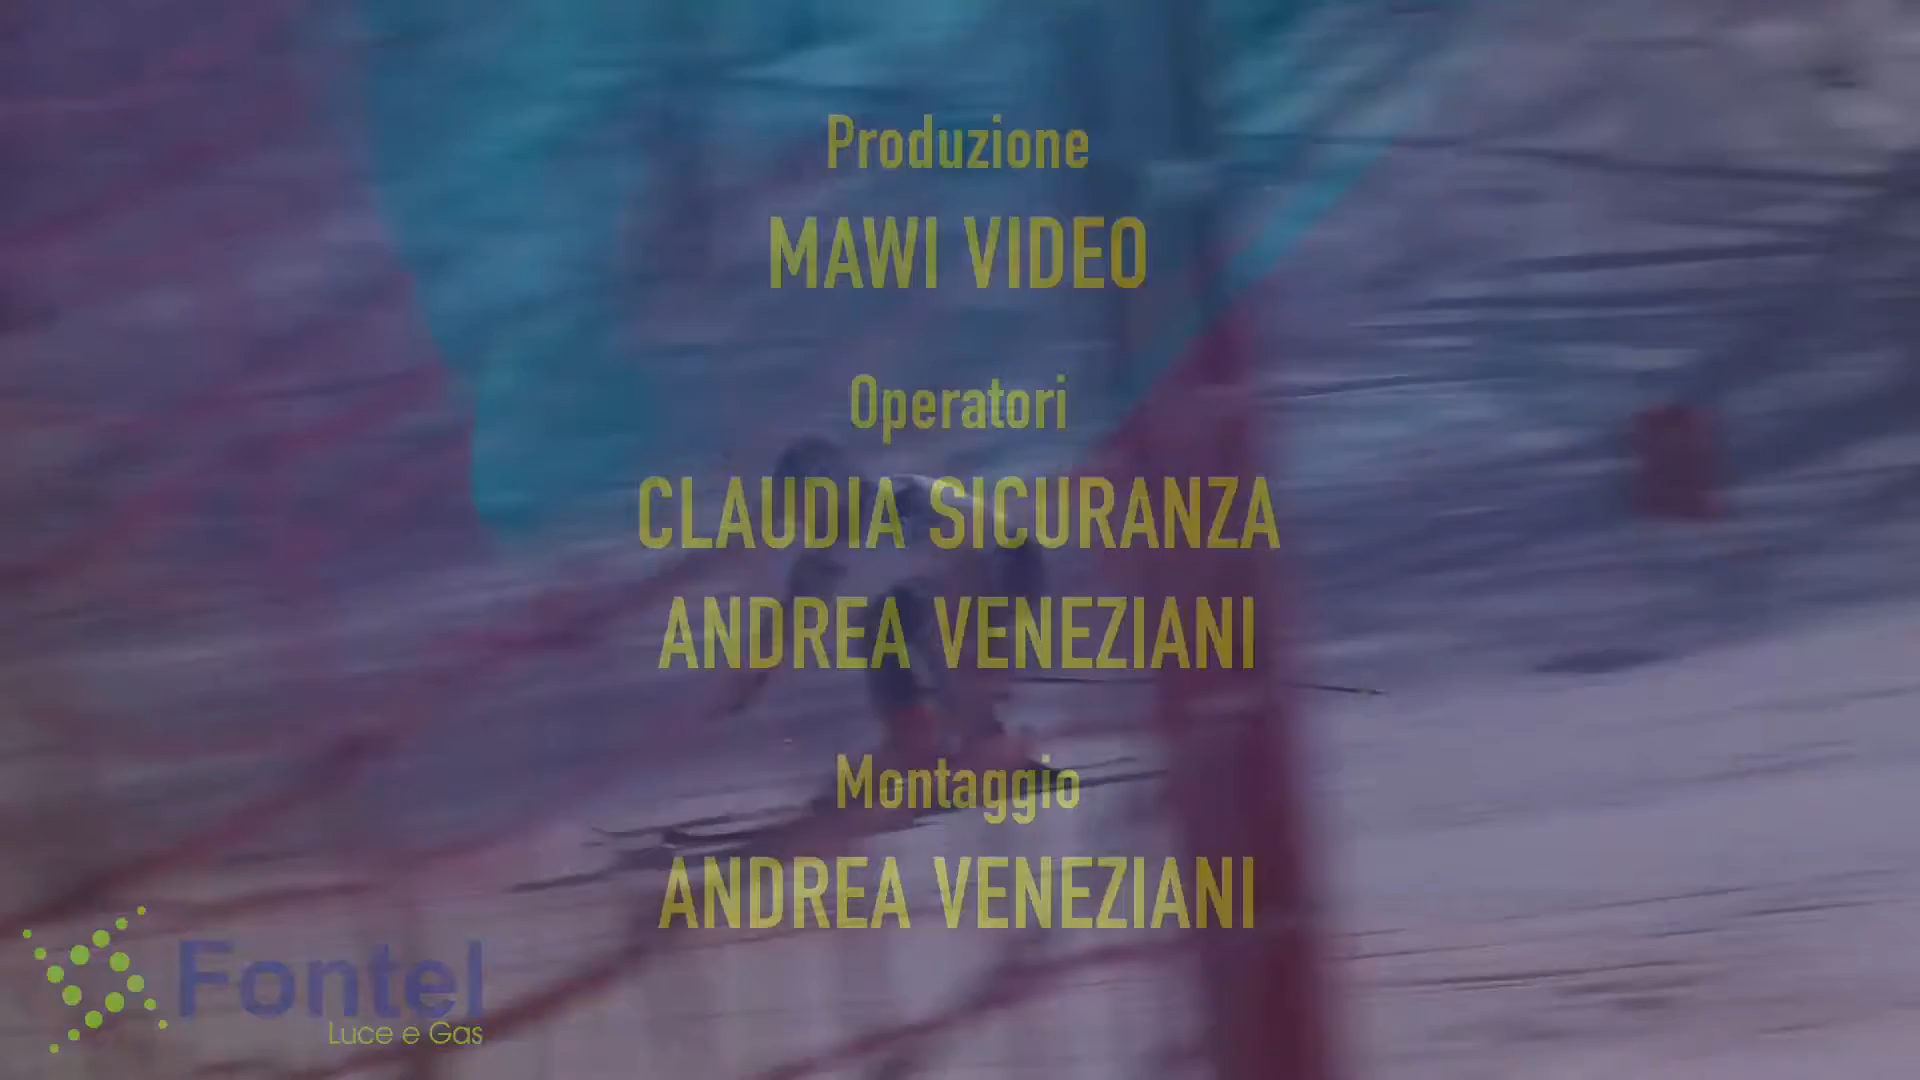 Produzione
MAWI VIDEO
Operatori
CLAUDIA SICURANZA
ANDREA VENEZIANI
Montaggio
ANDREA VENEZIANI
Fontel
Luce e Gas